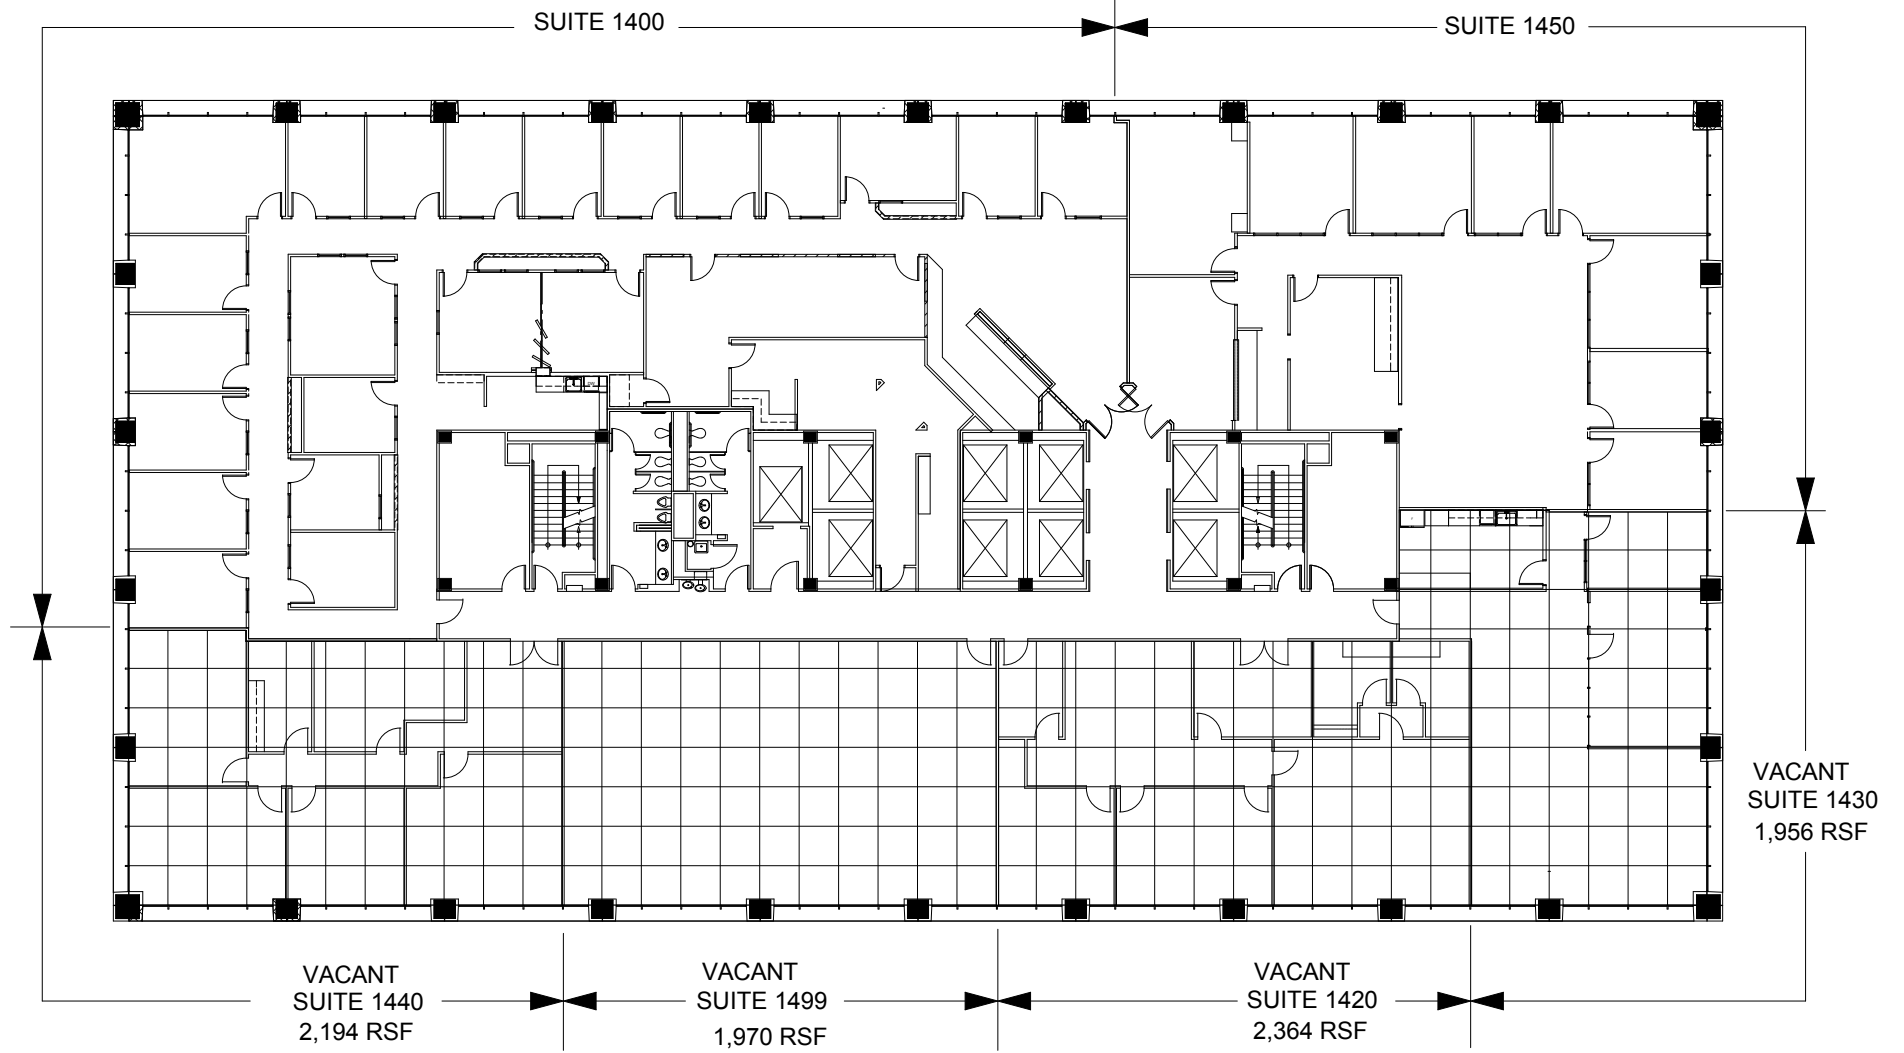 SUITE 1400
SUITE 1450
VACANT
SUITE 1430
1,956 RSF
VACANT
SUITE 1440
2,194 RSF
VACANT
SUITE 1499
1,970 RSF
VACANT
SUITE 1420
2,364 RSF